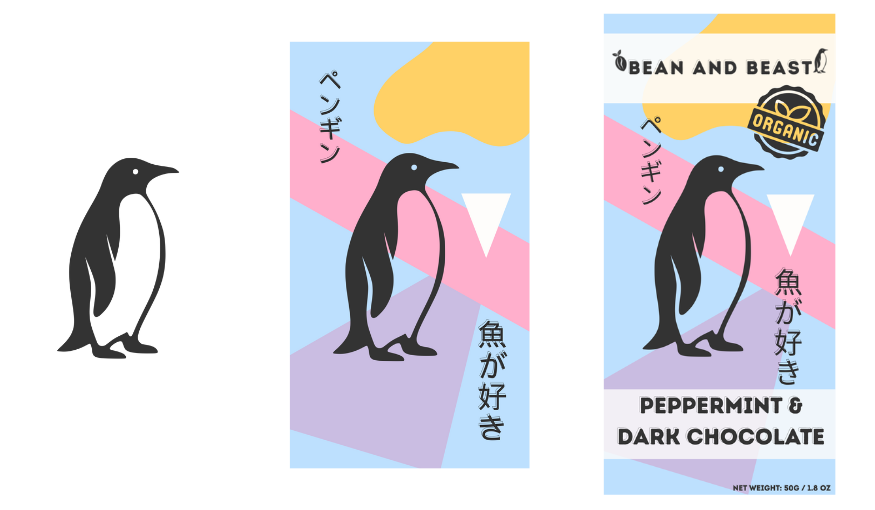 ペンギン
魚が好き
BEAN AND BEAST
ORGANIC
ペンギン
魚が好き
PEPPERMINT &
DARK CHOCOLATE
NET WEIGHT: 50G / 1.8 OZ